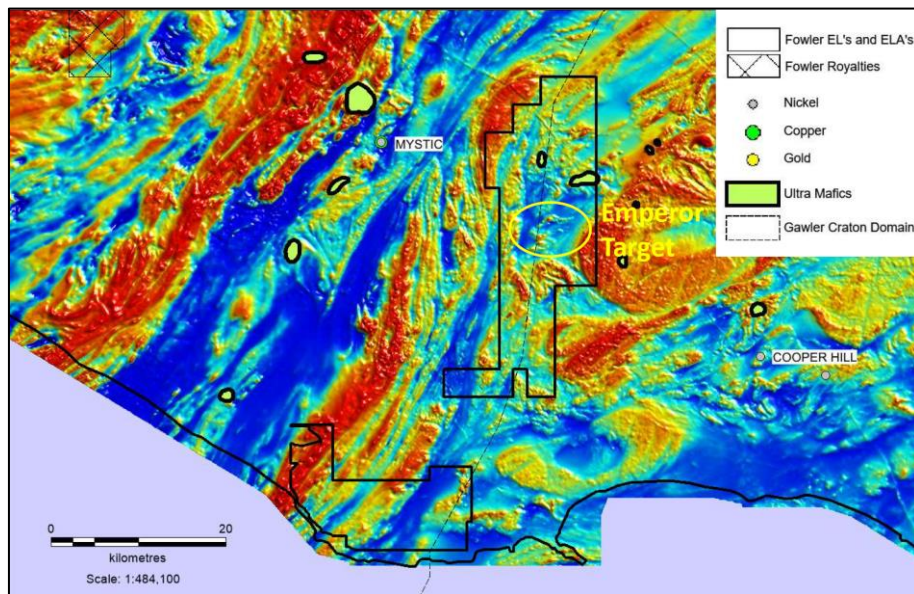 Fowler EL's and ELA's
Fowler Royalties
Nickel
Copper
Gold
Ultra Mafics
Gawler Craton Domain
MYSTIC
Emperor
Target
COOPER HILL
0 20
kilometres
Scale: 1:484,100